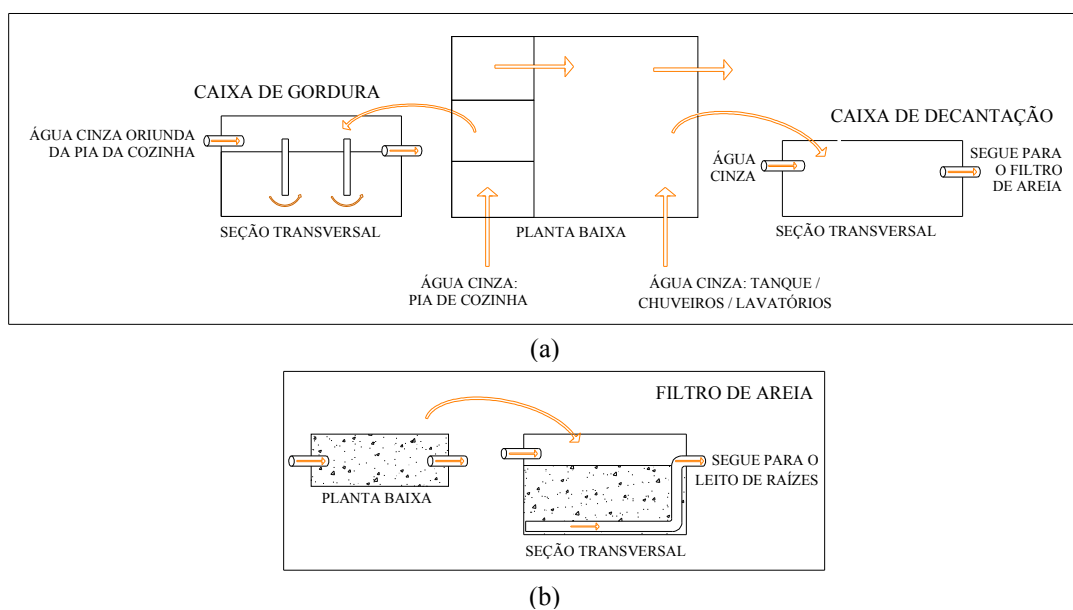 CAIXA DE GORDURA
ÁGUA CINZA ORIUNDA
DA PIA DA COZINHA
SEÇÃO TRANSVERSAL
PLANTA BAIXA
ÁGUA CINZA:
PIA DE COZINHA
ÁGUA CINZA: TANQUE /
CHUVEIROS / LAVATÓRIOS
CAIXA DE DECANTAÇÃO
ÁGUA
CINZA
SEGUE PARA
O FILTRO
DE AREIA
SEÇÃO TRANSVERSAL
(a)
FILTRO DE AREIA
PLANTA BAIXA
SEGUE PARA O
LEITO DE RAÍZES
SEÇÃO TRANSVERSAL
(b)